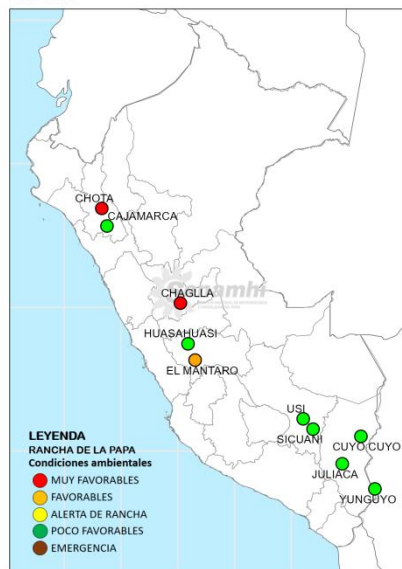 CHOTA
CAJAMARCA
Senamhi
CHAGLLA
HUASAHUASI
EL MANTARO
USI
SICUANI
CUYO CUYO
JULIACA
YUNGUYO
LEYENDA
RANCHA DE LA PAPA
Condiciones ambientales
MUY FAVORABLES
FAVORABLES
ALERTA DE RANCHA
POCO FAVORABLES
EMERGENCIA